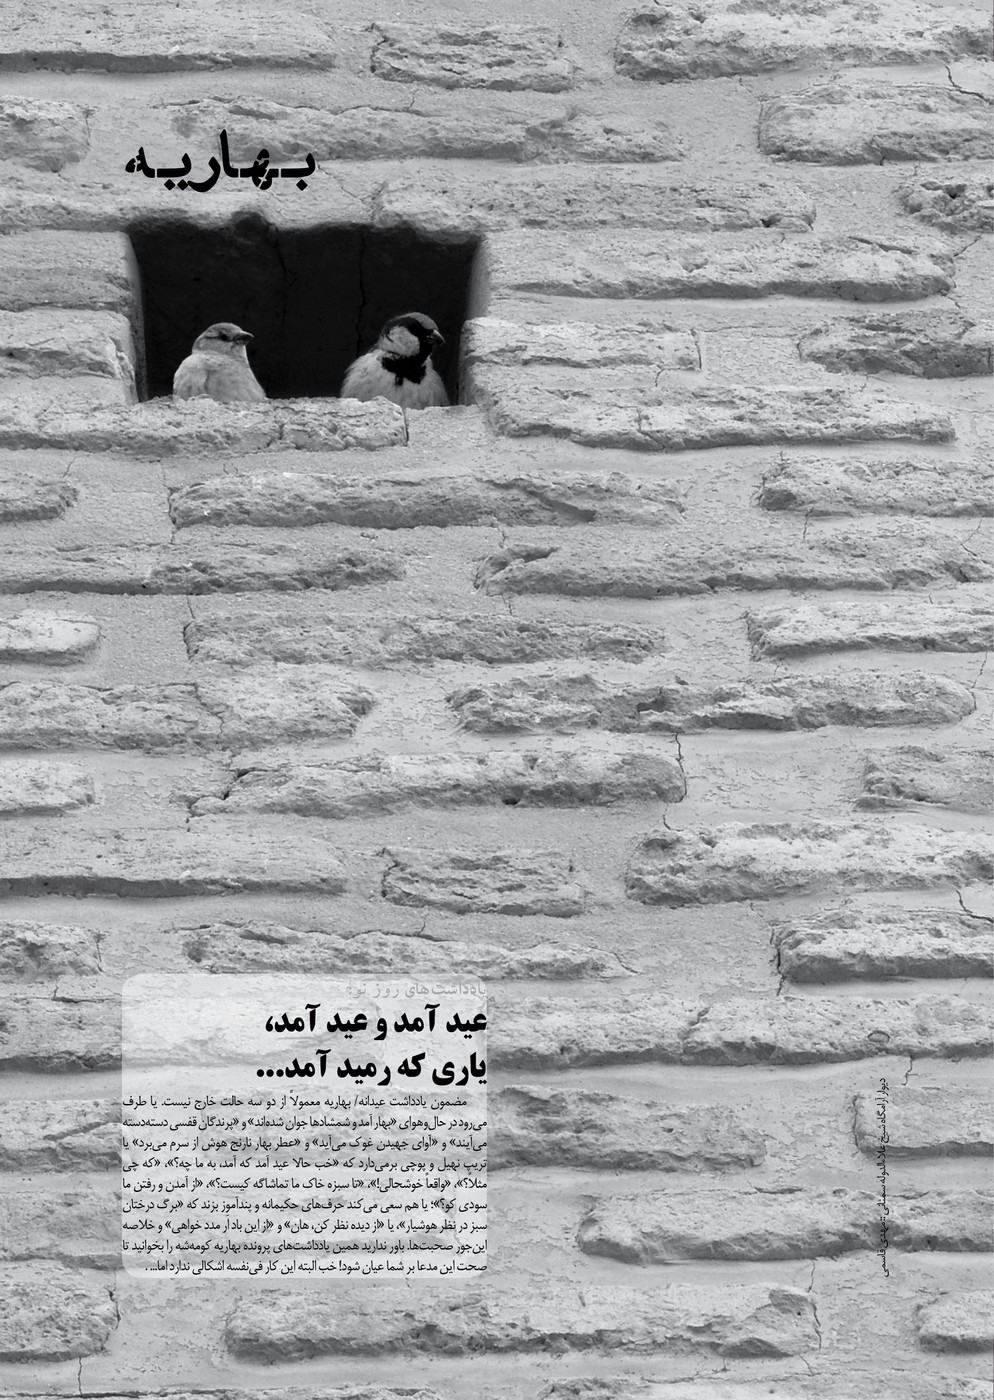 بهاریه
یادداشت‌های روز نو:
عید آمد و عید آمد،
یاری که رمید آمد...
مضمون یادداشت عیدانه/ بهاریه معمولاً از دو سه حالت خارج نیست. یا طرف
می‌رود در حال‌وهوای «بهار آمد و شمشادها جوان شده‌اند» و «پرندگان قفسی دسته‌دسته
می‌آیند» و «آوای جهیدن غوک می‌آید» و «عطر بهار نارنج هوش از سرم می‌برد» یا
تریپ نهیل و پوچی برمی‌دارد که «خب حالا عید آمد که آمد، به ما چه؟»، «که چی
مثلاً؟»، «واقعاً خوشحالی!»، «تا سبزه خاک ما تماشاگه کیست؟»، «از آمدن و رفتن ما
سودی کو؟»؛ یا هم سعی می‌کند حرف‌های حکیمانه و پندآموز بزند که «برگ درختان
سبز در نظر هوشیار»، یا «از دیده نظر کن، هان» و «از این باد ار مدد خواهی» و خلاصه
این‌جور صحبت‌ها. باور ندارید همین یادداشت‌های پرونده بهاریه کومه‌شه را بخوانید تا
صحت این مدعا بر شما عیان شود! خب البته این کار فی‌نفسه اشکالی ندارد اما... .
دیوار آرامگاه شیخ علاءالدوله سمنانی / مهدی قاسمی